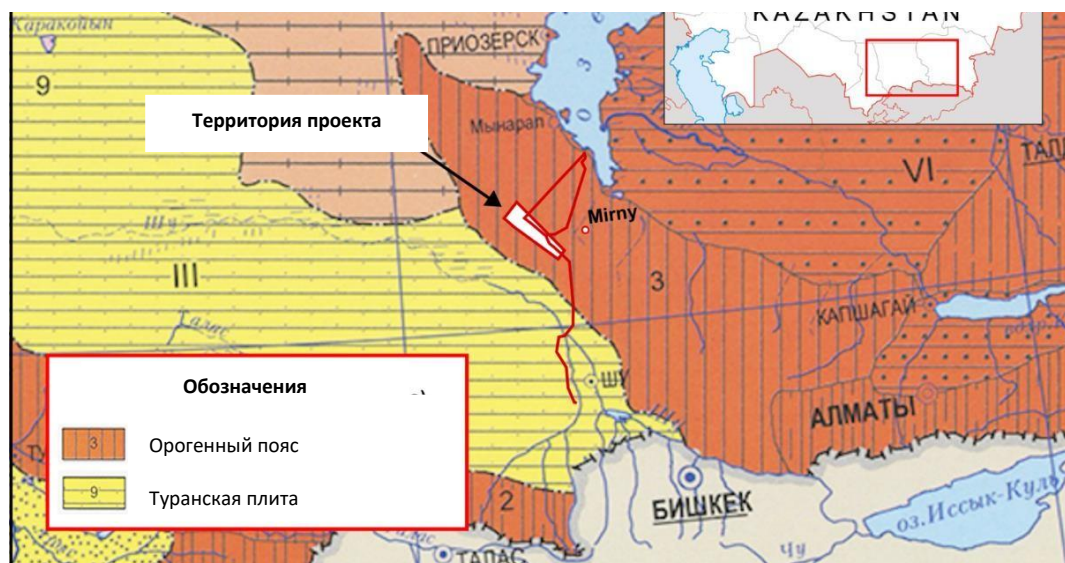 KAZAKHSTAN
Каракойын
ПРИОЗЕРСК
9
Территория проекта
Мынарал
VI
Шу
Mirny
III
3
Талас
КАПШАГАЙ
Обозначения
ШУ
АЛМАТЫ
3 Орогенный пояс
9 Туранская плита
2
БИШКЕК
оз.Иссык-Куль
Чу
ТАЛАС